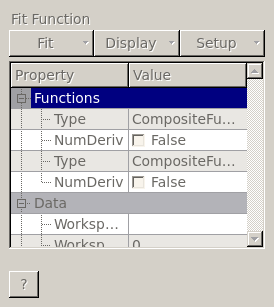 Fit Function
Fit Display Setup
Property Value
Functions
Type CompositeFu...
NumDeriv False
Type CompositeFu...
NumDeriv False
Data
Worksp...
Worksp... 0
?